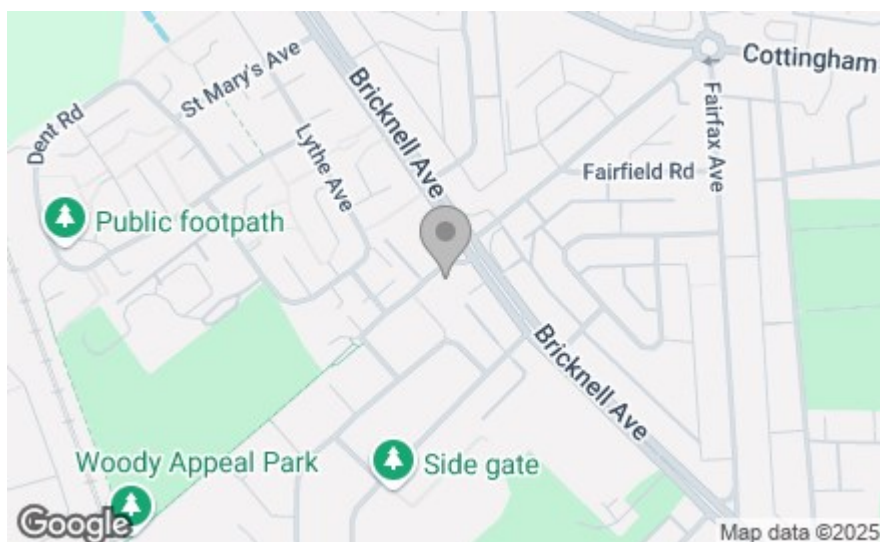 Cottingham
St Mary's Ave
Bricknell Ave
Fairfax Ave
Dent Rd
Lythe Ave
Fairfield Rd
Public footpath
Bricknell Ave
Woody Appeal Park
Side gate
Google
Map data ©2025